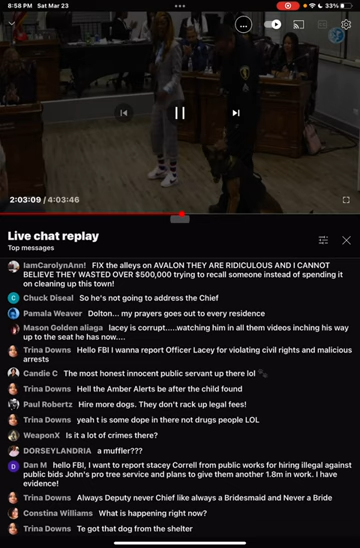 8:58 PM Sat Mar 23
33%
2:03:09 / 4:03:46
Live chat replay
Top messages
IamCarolynAnn! FIX the alleys on AVALON THEY ARE RIDICULOUS AND I CANNOT
BELIEVE THEY WASTED OVER $500,000 trying to recall someone instead of spending it
on cleaning up this town!
Chuck Diseal So he's not going to address the Chief
Pamala Weaver Dolton... my prayers goes out to every residence
Mason Golden aliaga lacey is corrupt.....watching him in all them videos inching his way
up to the seat he has now....
Trina Downs Hello FBI I wanna report Officer Lacey for violating civil rights and malicious
arrests
Candie C The most honest innocent public servant up there lol 🐾
Trina Downs Hell the Amber Alerts be after the child found
Paul Robertz Hire more dogs. They don't rack up legal fees!
Trina Downs yeah t is some dope in there not drugs people LOL
WeaponX Is it a lot of crimes there?
DORSEYLANDRIA a muffler???
D
Dan M hello FBI, I want to report stacey Correll from public works for hiring illegal against
public bids John's pro tree service and plans to give them another 1.8m in work. I have
evidence!
Trina Downs Always Deputy never Chief like always a Bridesmaid and Never a Bride
Constina Williams What is happening right now?
Trina Downs Te got that dog from the shelter